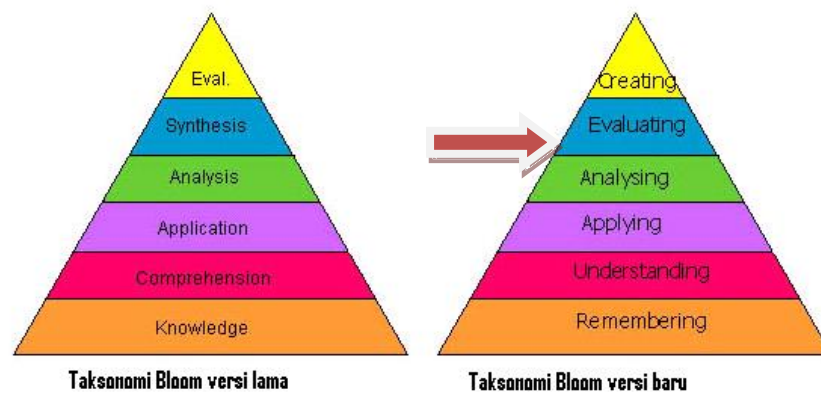 Eval.
Synthesis
Analysis
Application
Comprehension
Knowledge
Taksonomi Bloom versi lama
Creating
Evaluating
Analysing
Applying
Understanding
Remembering
Taksonomi Bloom versi baru